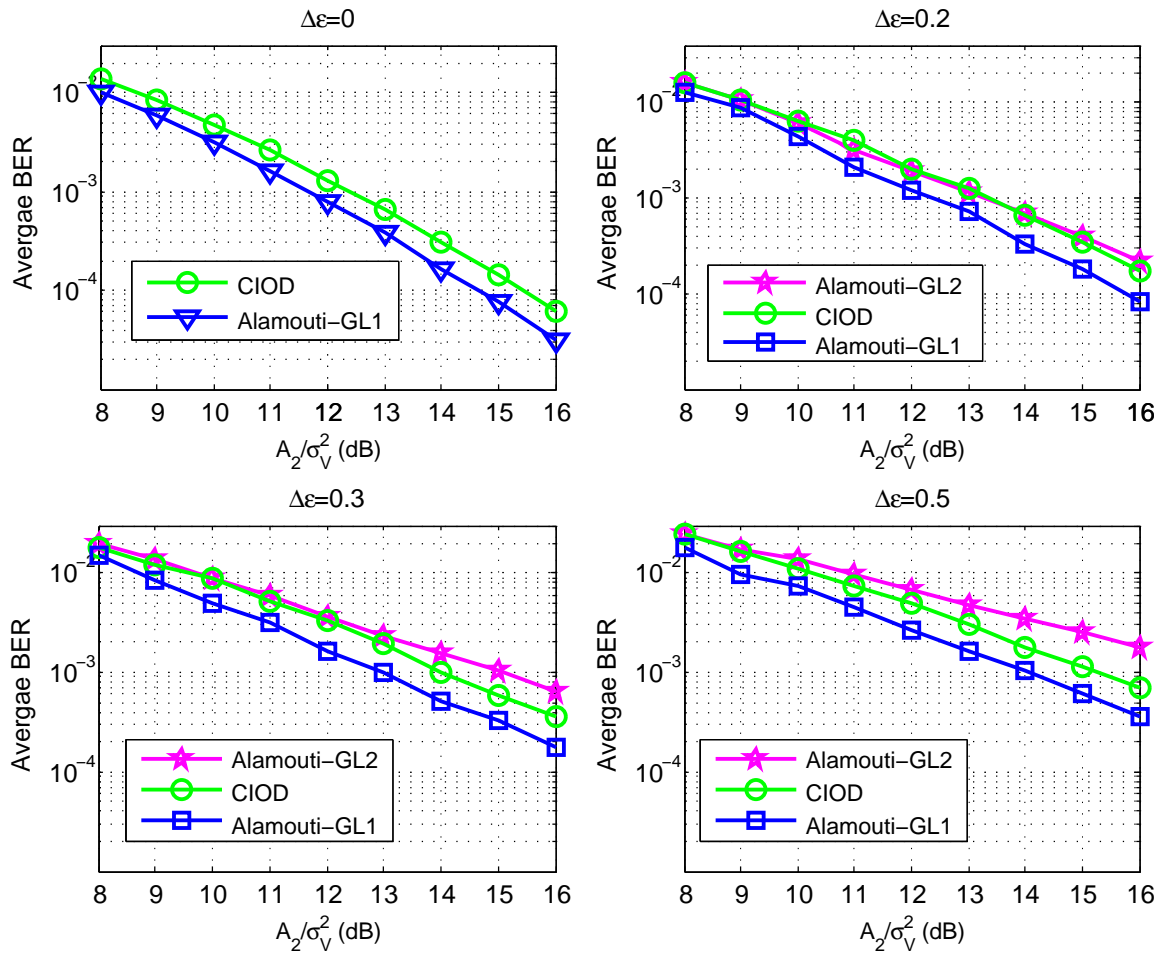 Δε=0
Avergae BER
10⁻²
10⁻³
10⁻⁴
CIOD
Alamouti−GL1
8 9 10 11 12 13 14 15 16
A₂/σ²_V (dB)
Δε=0.2
Avergae BER
10⁻²
10⁻³
10⁻⁴
Alamouti−GL2
CIOD
Alamouti−GL1
8 9 10 11 12 13 14 15 16
A₂/σ²_V (dB)
Δε=0.3
Avergae BER
10⁻²
10⁻³
10⁻⁴
Alamouti−GL2
CIOD
Alamouti−GL1
8 9 10 11 12 13 14 15 16
A₂/σ²_V (dB)
Δε=0.5
Avergae BER
10⁻²
10⁻³
10⁻⁴
Alamouti−GL2
CIOD
Alamouti−GL1
8 9 10 11 12 13 14 15 16
A₂/σ²_V (dB)